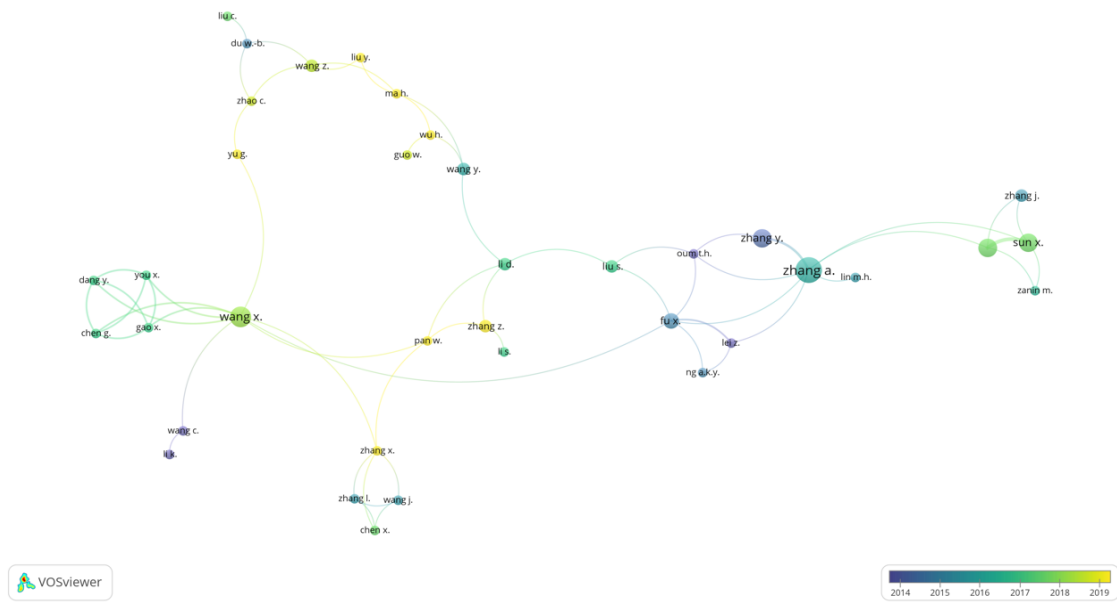 liu c.
du w.-b.
liu y.
wang z.
ma h.
zhao c.
wu h.
yu g.
guo w.
wang y.
zhang j.
zhang y.
sun x.
oum t.h.
li d.
liu s.
zhang a.
lin m.h.
you x.
dang y.
zanin m.
wang x.
fu x.
zhang z.
gao x.
chen g.
pan w.
lei z.
li s.
ng a.k.y.
wang c.
zhang x.
li k.
zhang l.
wang j.
chen x.
VOSviewer
2014 2015 2016 2017 2018 2019